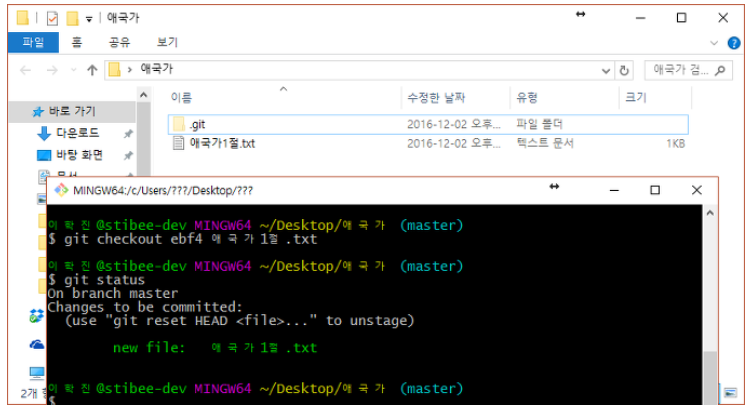 애국가
파일 홈 공유 보기
애국가
애국가 검...
이름 수정한 날짜 유형 크기
바로 가기
다운로드
바탕 화면
문서
.git 2016-12-02 오후... 파일 폴더
애국가1절.txt 2016-12-02 오후... 텍스트 문서 1KB
MINGW64:/c/Users/???/Desktop/???
이 학 진 @stibee-dev MINGW64 ~/Desktop/애 국 가 (master)
$ git checkout ebf4 애 국 가 1절 .txt
이 학 진 @stibee-dev MINGW64 ~/Desktop/애 국 가 (master)
$ git status
On branch master
Changes to be committed:
(use "git reset HEAD <file>..." to unstage)
new file: 애 국 가 1절 .txt
이 학 진 @stibee-dev MINGW64 ~/Desktop/애 국 가 (master)
$
2개